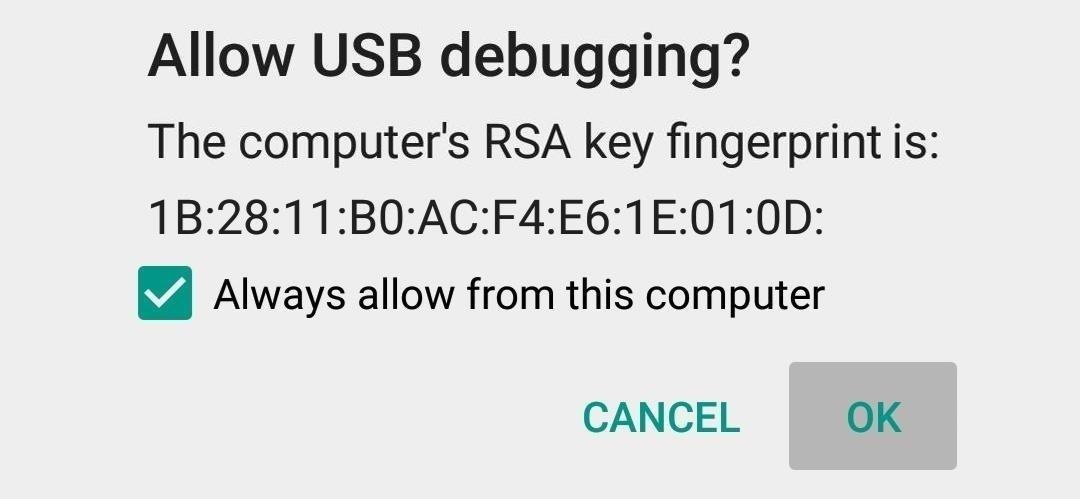 Allow USB debugging?
The computer's RSA key fingerprint is:
1B:28:11:B0:AC:F4:E6:1E:01:0D:
Always allow from this computer
CANCEL OK